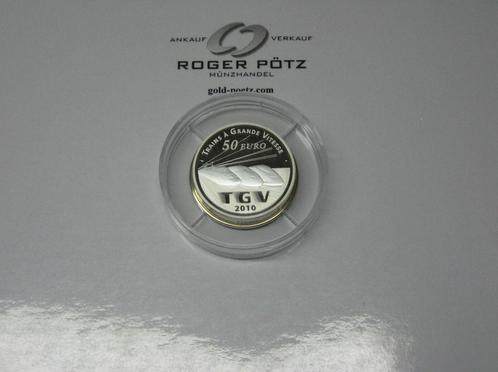 ANKAUF VERKAUF
ROGER PÖTZ
MÜNZHANDEL
gold-poetz.com
TRAINS À GRANDE VITESSE
50 EURO
TGV
2010